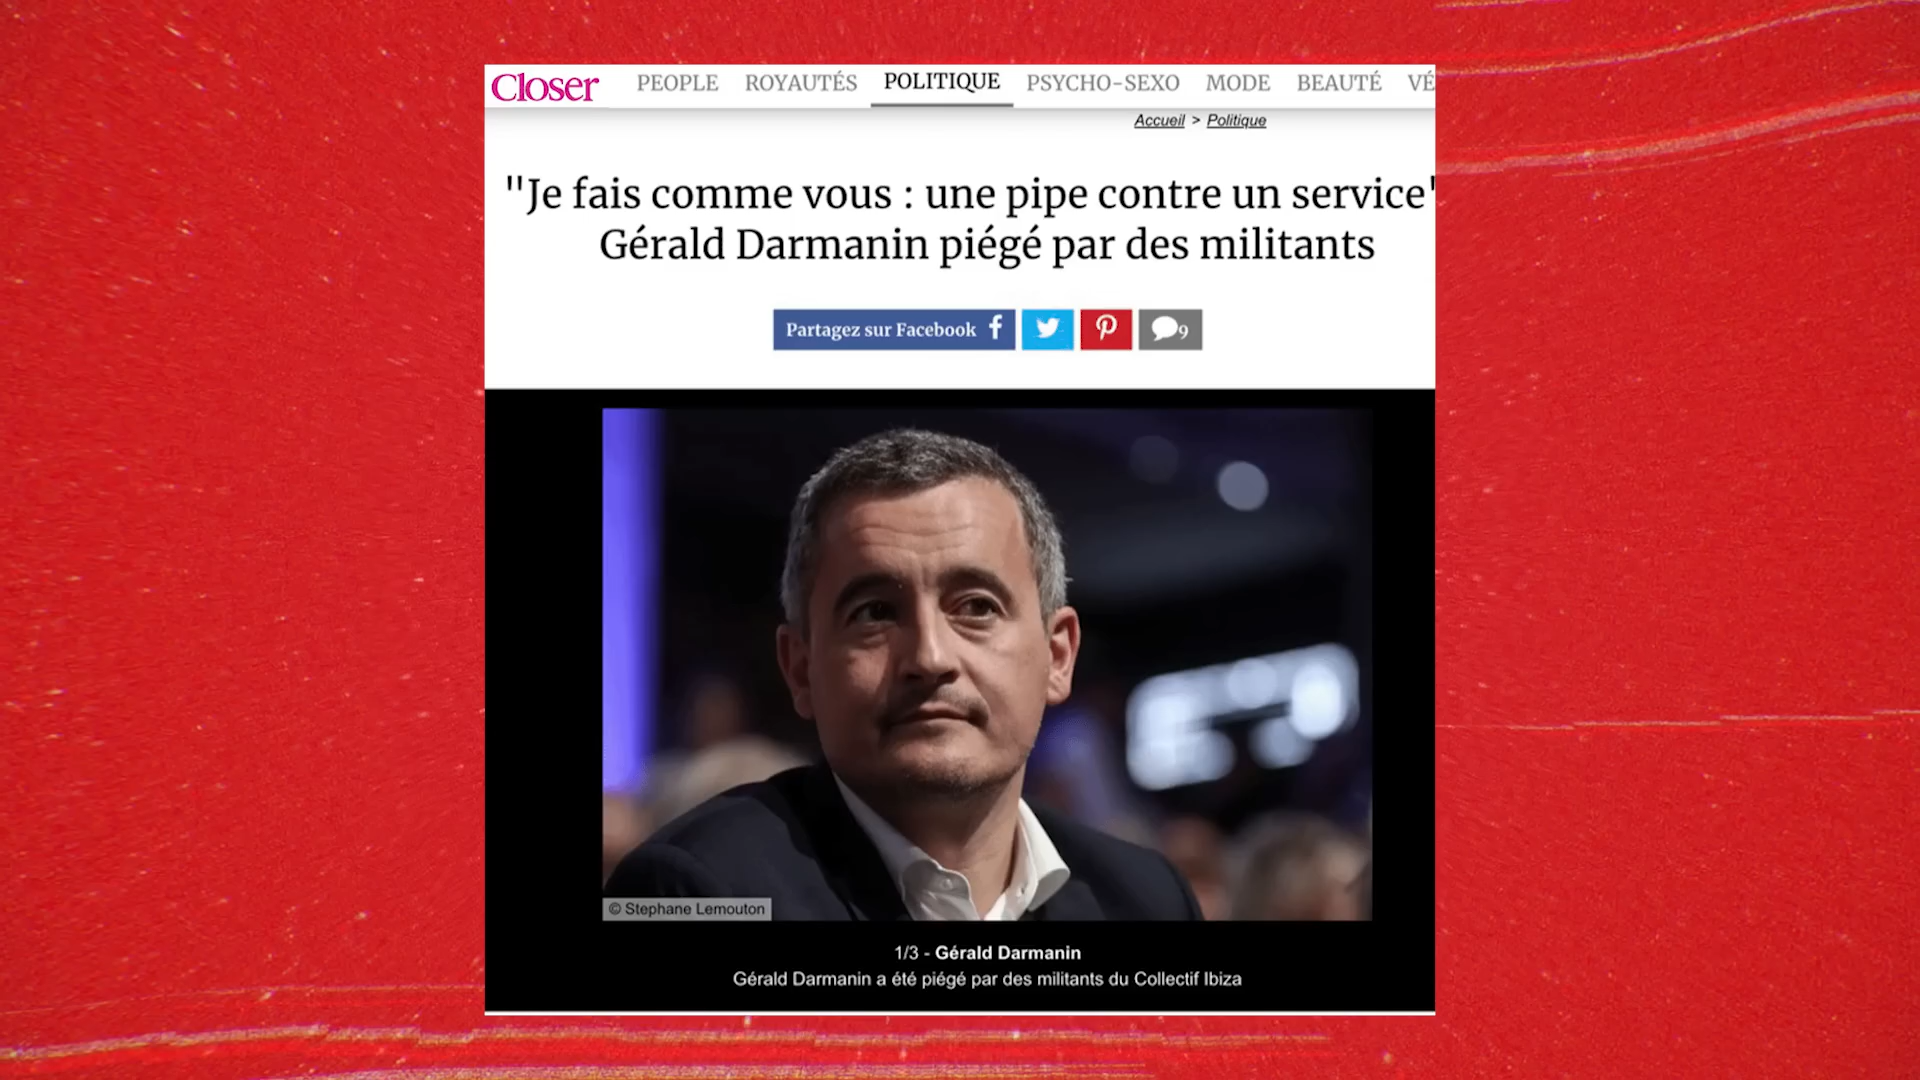 Closer PEOPLE ROYAUTÉS POLITIQUE PSYCHO-SEXO MODE BEAUTÉ VÉ
Accueil > Politique
"Je fais comme vous : une pipe contre un service"
Gérald Darmanin piégé par des militants
Partagez sur Facebook f 9
© Stephane Lemouton
1/3 - Gérald Darmanin
Gérald Darmanin a été piégé par des militants du Collectif Ibiza